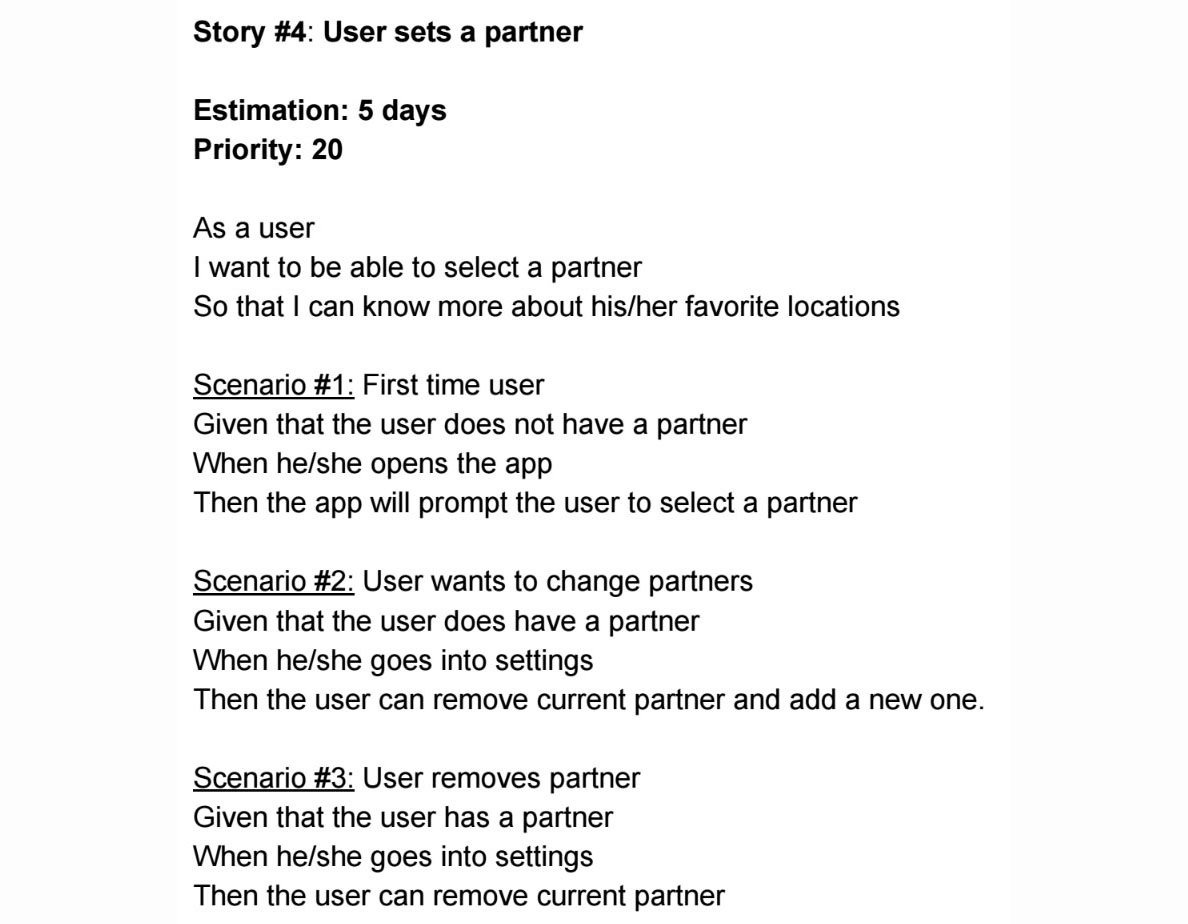 Story #4: User sets a partner
Estimation: 5 days
Priority: 20
As a user
I want to be able to select a partner
So that I can know more about his/her favorite locations
Scenario #1: First time user
Given that the user does not have a partner
When he/she opens the app
Then the app will prompt the user to select a partner
Scenario #2: User wants to change partners
Given that the user does have a partner
When he/she goes into settings
Then the user can remove current partner and add a new one.
Scenario #3: User removes partner
Given that the user has a partner
When he/she goes into settings
Then the user can remove current partner